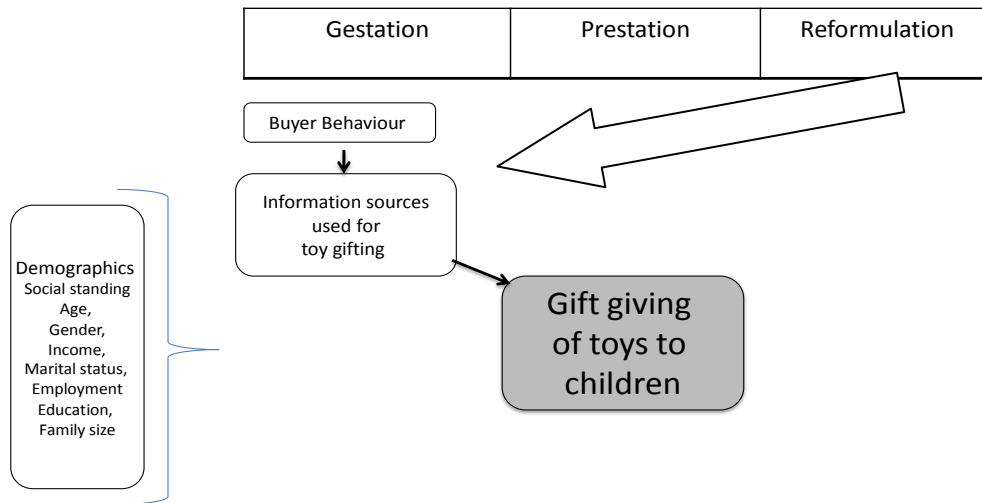 Gestation
Prestation
Reformulation
Buyer Behaviour
Information sources
used for
toy gifting
Demographics
Social standing
Age,
Gender,
Income,
Marital status,
Employment
Education,
Family size
Gift giving
of toys to
children